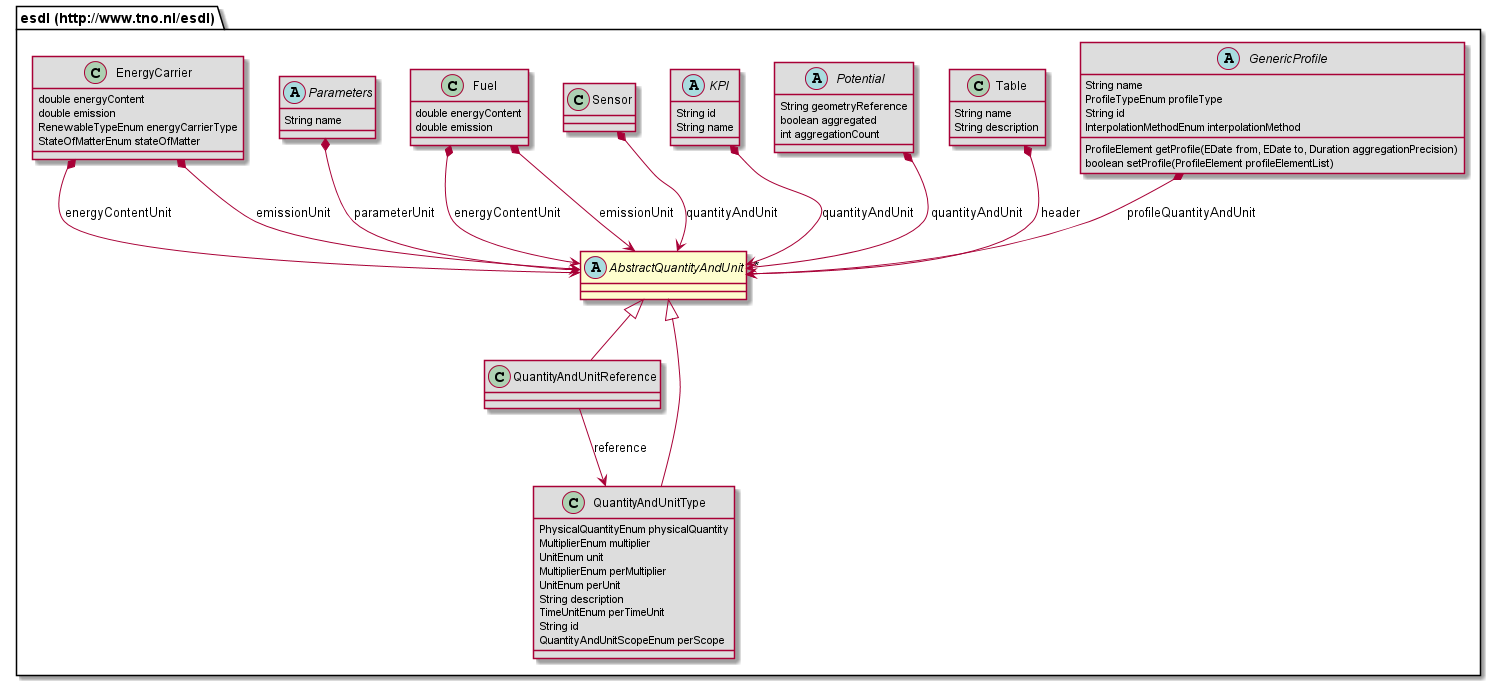 esdl (http://www.tno.nl/esdl)
C EnergyCarrier
double energyContent
double emission
RenewableTypeEnum energyCarrierType
StateOfMatterEnum stateOfMatter
A Parameters
String name
C Fuel
double energyContent
double emission
C Sensor
A KPI
String id
String name
A Potential
String geometryReference
boolean aggregated
int aggregationCount
C Table
String name
String description
A GenericProfile
String name
ProfileTypeEnum profileType
String id
InterpolationMethodEnum interpolationMethod
ProfileElement getProfile(EDate from, EDate to, Duration aggregationPrecision)
boolean setProfile(ProfileElement profileElementList)
energyContentUnit
emissionUnit
parameterUnit
energyContentUnit
emissionUnit
quantityAndUnit
quantityAndUnit
quantityAndUnit
header
profileQuantityAndUnit
A AbstractQuantityAndUnit
C QuantityAndUnitReference
reference
C QuantityAndUnitType
PhysicalQuantityEnum physicalQuantity
MultiplierEnum multiplier
UnitEnum unit
MultiplierEnum perMultiplier
UnitEnum perUnit
String description
TimeUnitEnum perTimeUnit
String id
QuantityAndUnitScopeEnum perScope